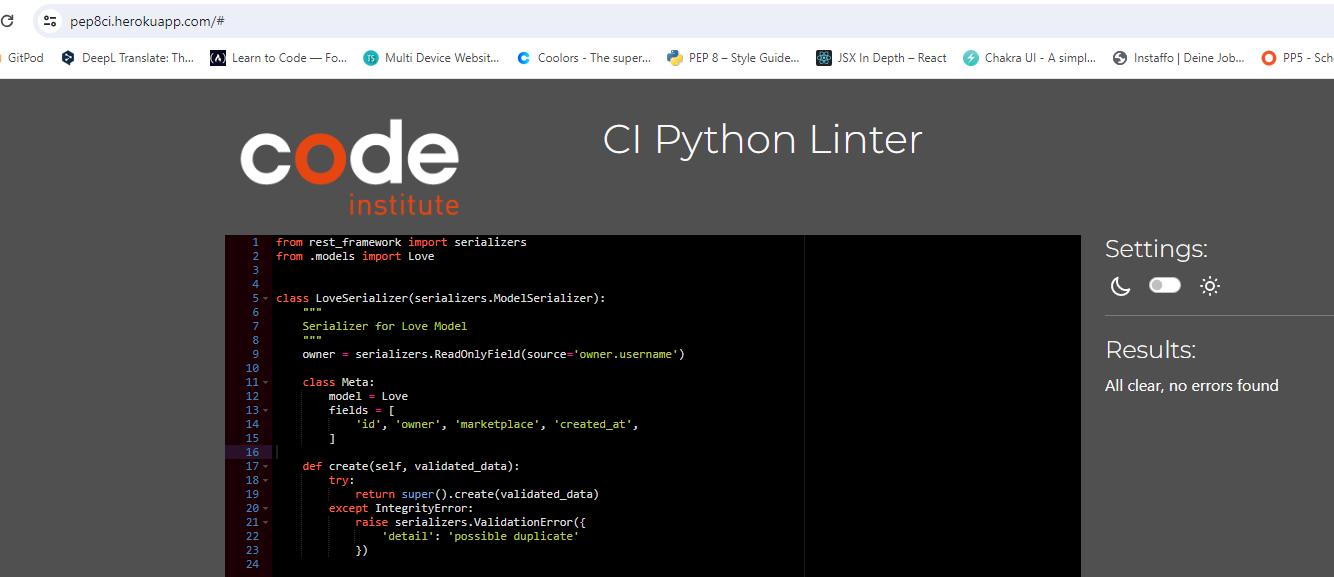 pep8ci.herokuapp.com/#
GitPod DeepL Translate: Th... Learn to Code — Fo... Multi Device Websit... Coolors - The super... PEP 8 – Style Guide... JSX In Depth – React Chakra UI - A simpl... Instaffo | Deine Job... PP5 - Sch
code
institute
CI Python Linter
1 from rest_framework import serializers
2 from .models import Love
3
4
5 class LoveSerializer(serializers.ModelSerializer):
6 """
7 Serializer for Love Model
8 """
9 owner = serializers.ReadOnlyField(source='owner.username')
10
11 class Meta:
12 model = Love
13 fields = [
14 'id', 'owner', 'marketplace', 'created_at',
15 ]
16
17 def create(self, validated_data):
18 try:
19 return super().create(validated_data)
20 except IntegrityError:
21 raise serializers.ValidationError({
22 'detail': 'possible duplicate'
23 })
24
Settings:
Results:
All clear, no errors found